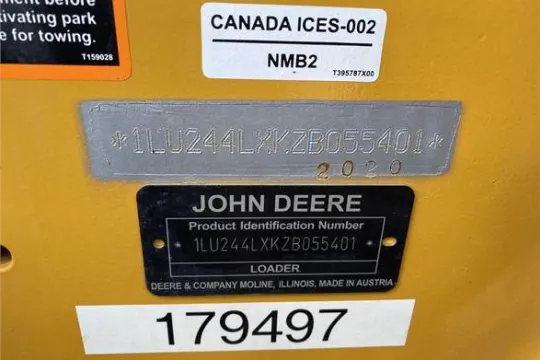 ment before
tivating park
e for towing.
T159028
CANADA ICES-002
NMB2
T395787X00
*1LU244LXKZB055401*
2020
JOHN DEERE
Product Identification Number
1LU244LXKZB055401
LOADER
DEERE & COMPANY MOLINE, ILLINOIS, MADE IN AUSTRIA
179497